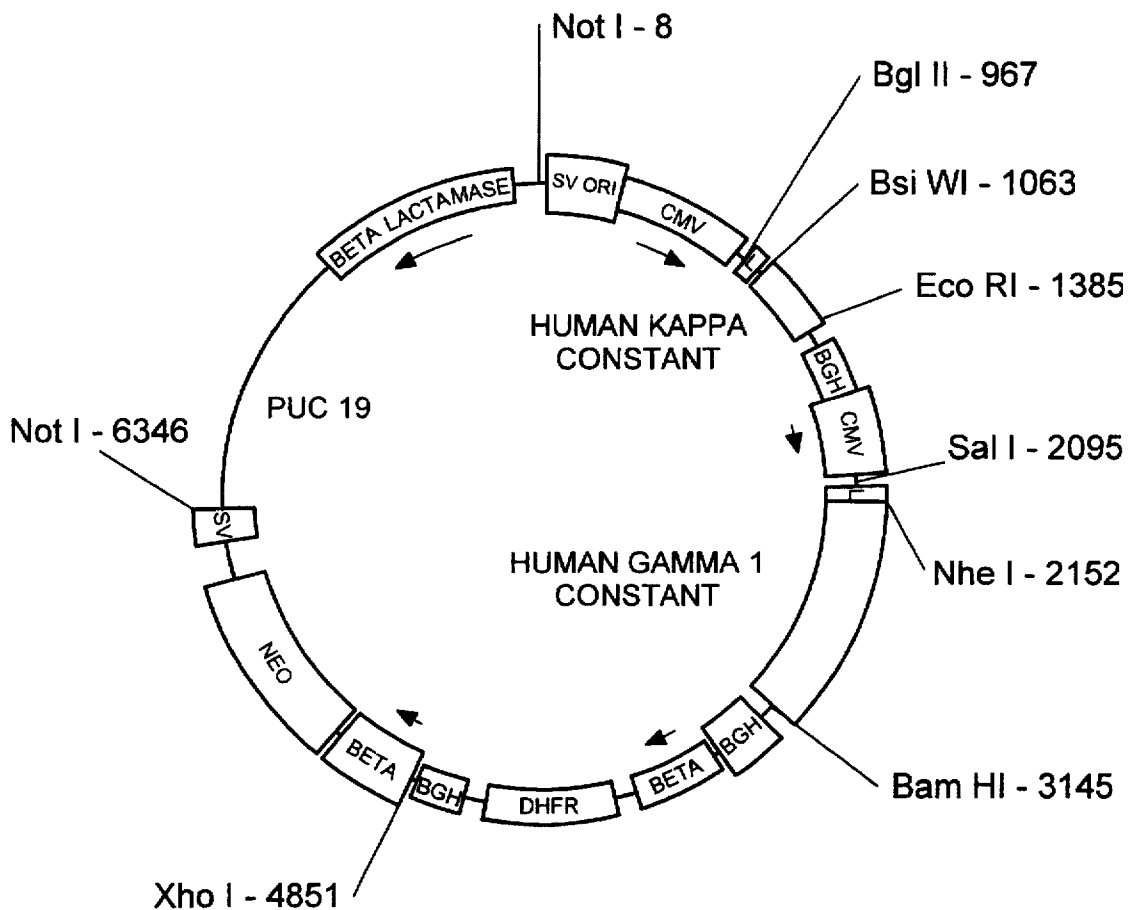 Not I - 8
Bgl II - 967
Bsi WI - 1063
Eco RI - 1385
Sal I - 2095
Nhe I - 2152
Bam HI - 3145
Xho I - 4851
Not I - 6346
SV ORI
CMV
L
BGH
CMV
L
BGH
BETA
DHFR
BGH
BETA
NEO
SV
BETA LACTAMASE
HUMAN KAPPA
CONSTANT
PUC 19
HUMAN GAMMA 1
CONSTANT